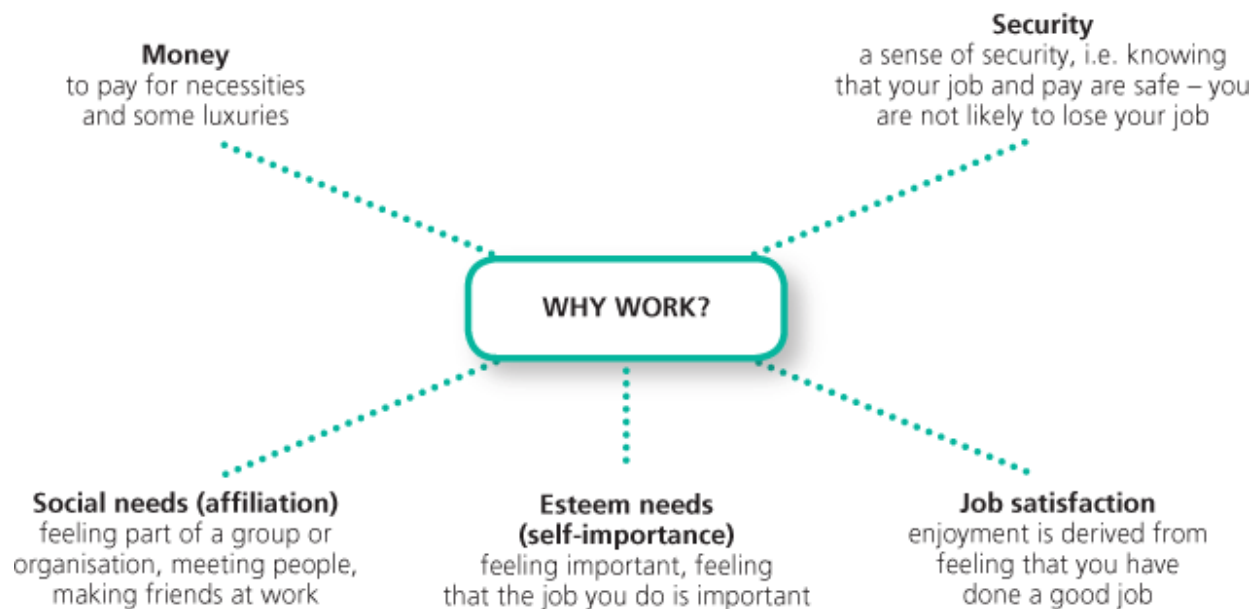 Money
to pay for necessities
and some luxuries
Security
a sense of security, i.e. knowing
that your job and pay are safe – you
are not likely to lose your job
WHY WORK?
Social needs (affiliation)
feeling part of a group or
organisation, meeting people,
making friends at work
Esteem needs
(self-importance)
feeling important, feeling
that the job you do is important
Job satisfaction
enjoyment is derived from
feeling that you have
done a good job